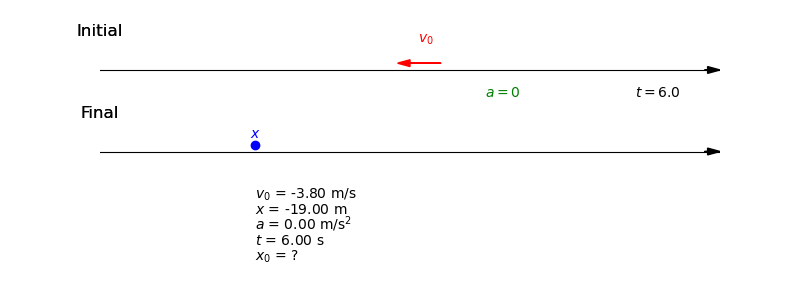 Initial
v₀
a = 0
t = 6.0
Final
x
v₀ = -3.80 m/s
x = -19.00 m
a = 0.00 m/s²
t = 6.00 s
x₀ = ?